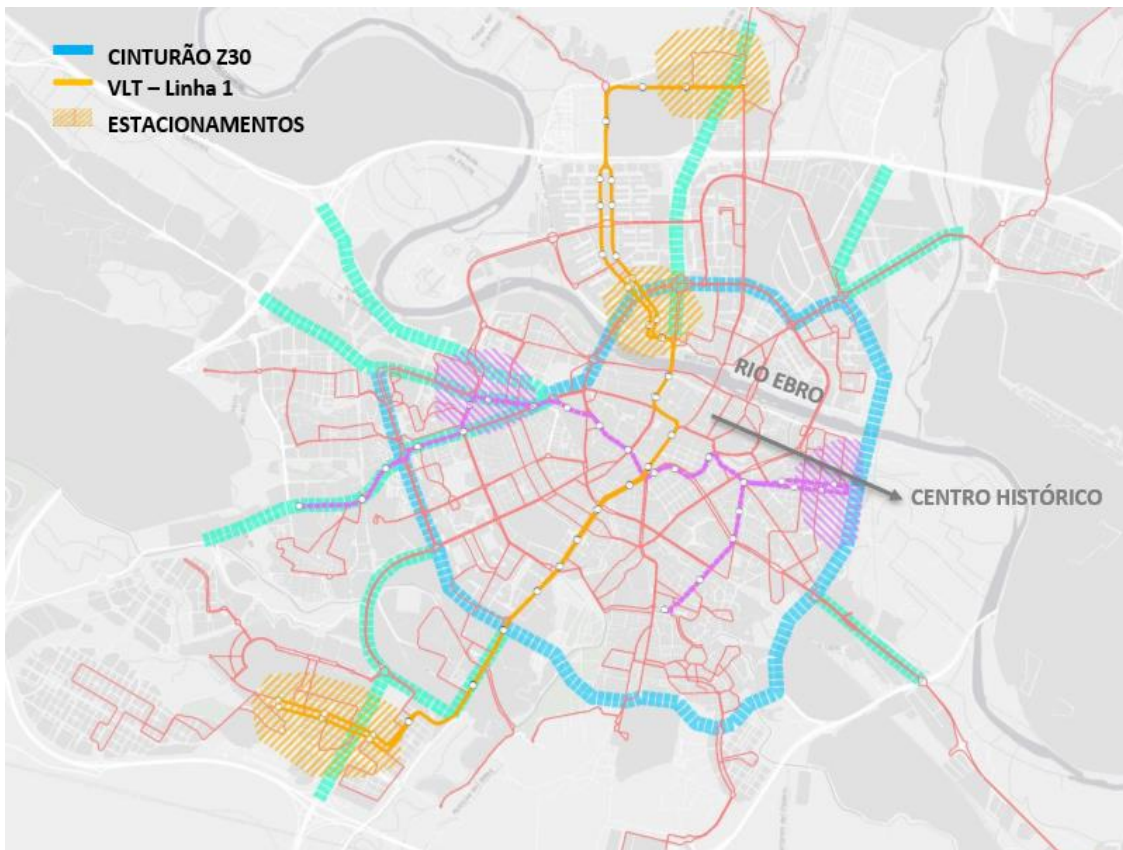 CINTURÃO Z30
VLT – Linha 1
ESTACIONAMENTOS
RIO EBRO
CENTRO HISTÓRICO